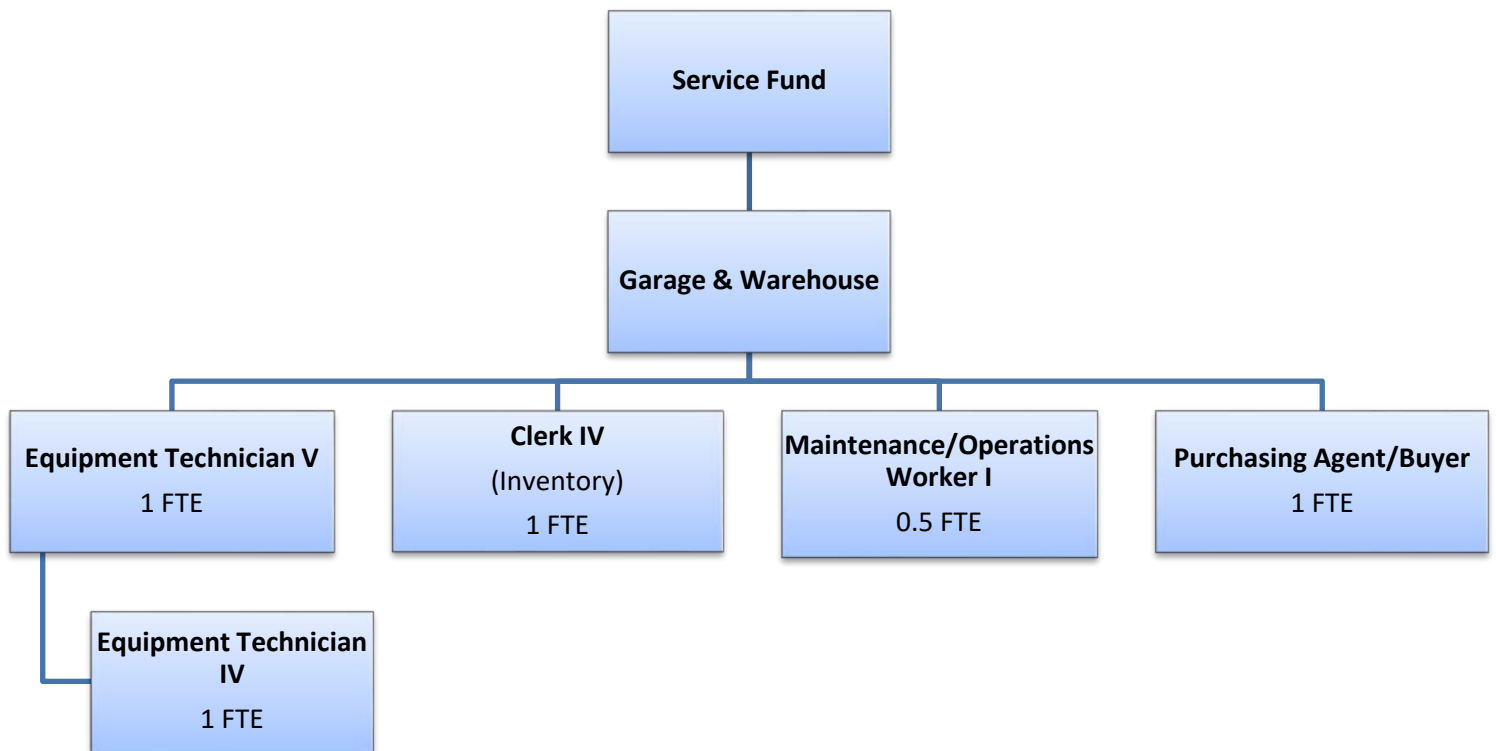 Service Fund
Garage & Warehouse
Equipment Technician V
1 FTE
Clerk IV
(Inventory)
1 FTE
Maintenance/Operations
Worker I
0.5 FTE
Purchasing Agent/Buyer
1 FTE
Equipment Technician
IV
1 FTE